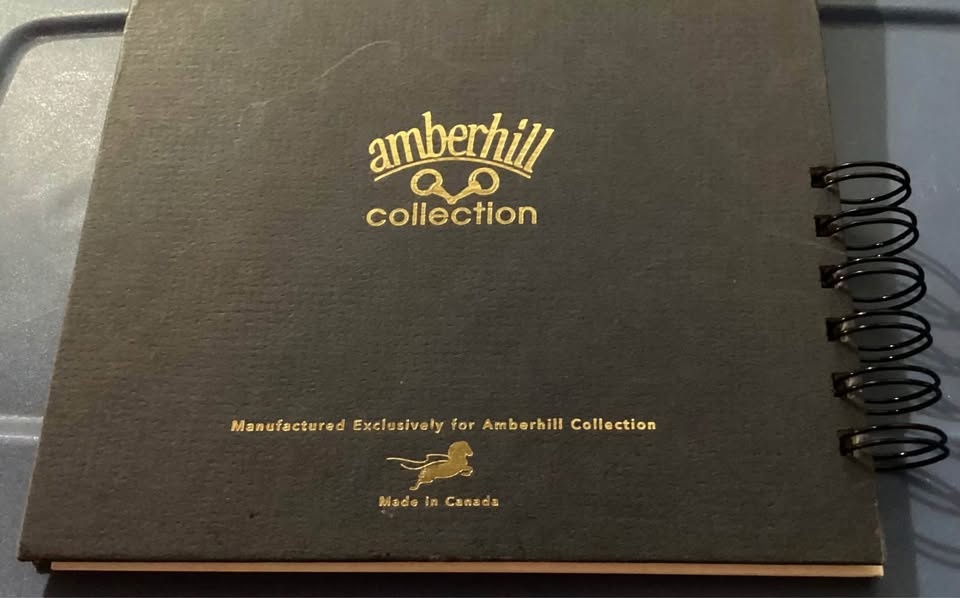 amberhill
collection
Manufactured Exclusively for Amberhill Collection
Made in Canada